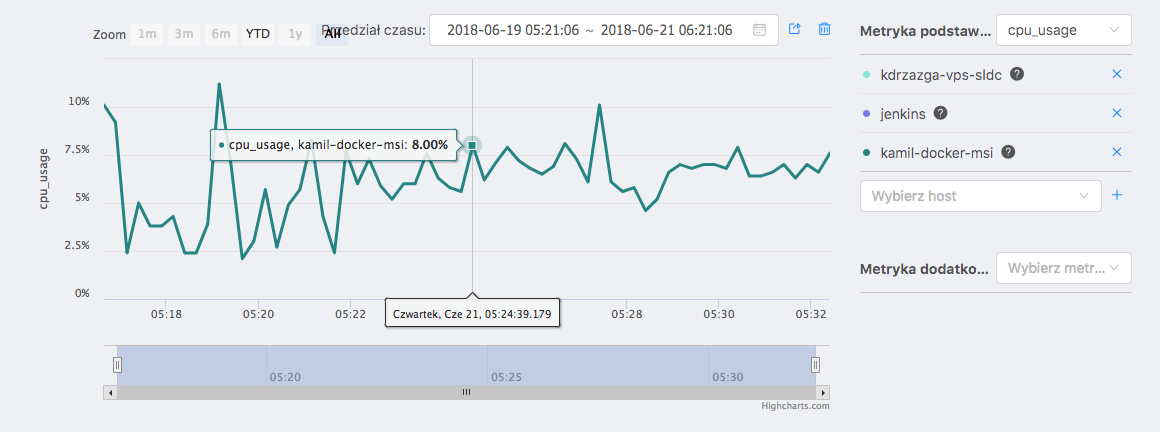 Zoom 1m 3m 6m YTD 1y All Przedział czasu: 2018-06-19 05:21:06 ~ 2018-06-21 06:21:06
Metryka podstaw... cpu_usage
kdrzazga-vps-sldc ?
jenkins ?
kamil-docker-msi ?
Wybierz host
Metryka dodatko... Wybierz metr...
cpu_usage
10%
7.5%
5%
2.5%
0%
cpu_usage, kamil-docker-msi: 8.00%
Czwartek, Cze 21, 05:24:39.179
05:18 05:20 05:22 05:28 05:30 05:32
05:20 05:25 05:30
Highcharts.com